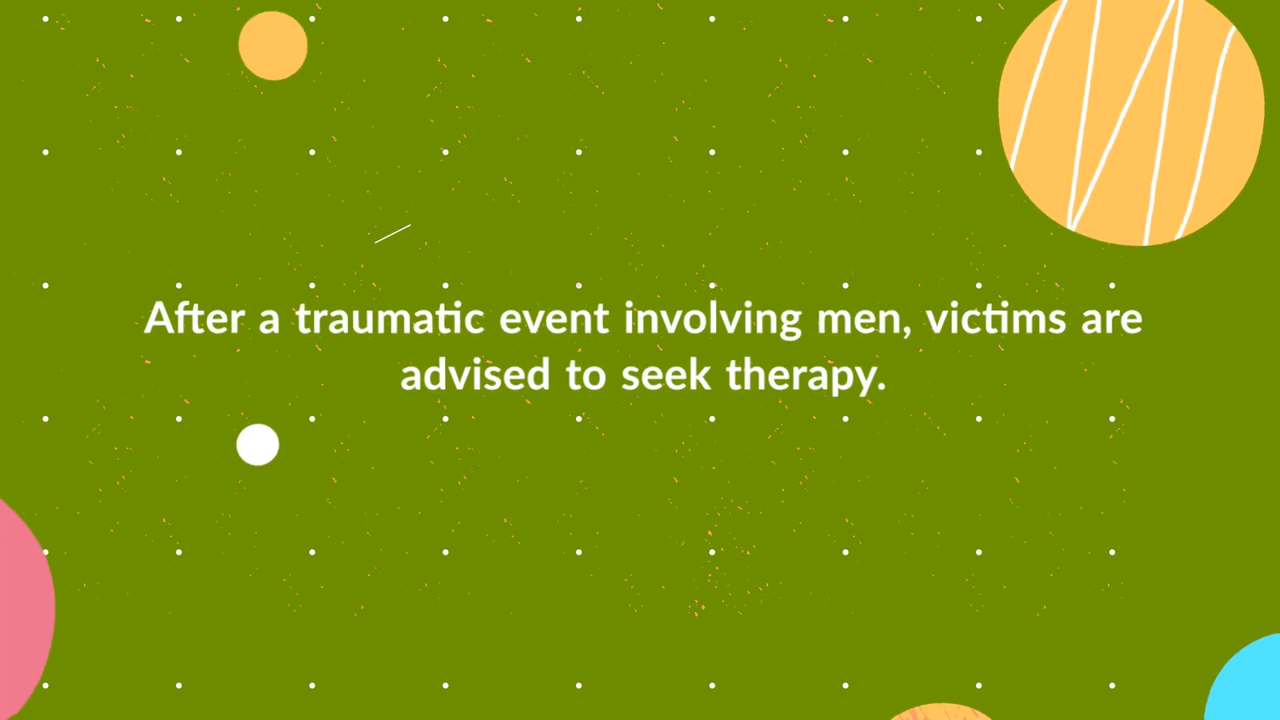 After a traumatic event involving men, victims are
advised to seek therapy.